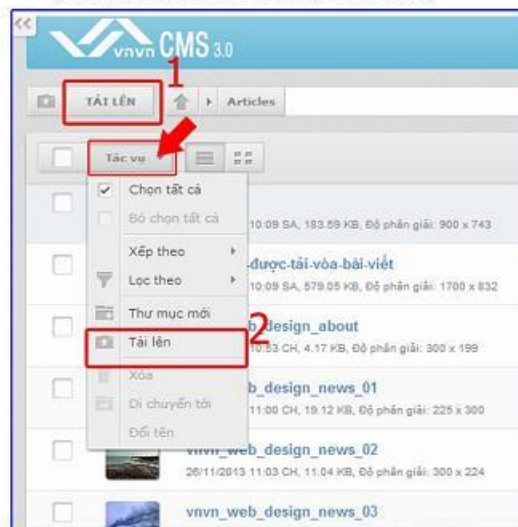 <<
vnvn CMS 3.0
1
TẢI LÊN
Articles
Tác vụ
Chọn tất cả
10:09 SA, 183.59 KB, Độ phân giải: 900 x 743
Bỏ chọn tất cả
Xếp theo
-được-tải-vòa-bài-viết
Lọc theo
10:09 SA, 579.05 KB, Độ phân giải: 1700 x 832
Thư mục mới
b_design_about
2
Tải lên
10:53 CH, 4.17 KB, Độ phân giải: 300 x 199
Xóa
b_design_news_01
Di chuyển tới
11:00 CH, 19.12 KB, Độ phân giải: 225 x 300
Đổi tên
vnvn_web_design_news_02
26/11/2013 11:03 CH, 11.04 KB, Độ phân giải: 300 x 224
vnvn_web_design_news_03